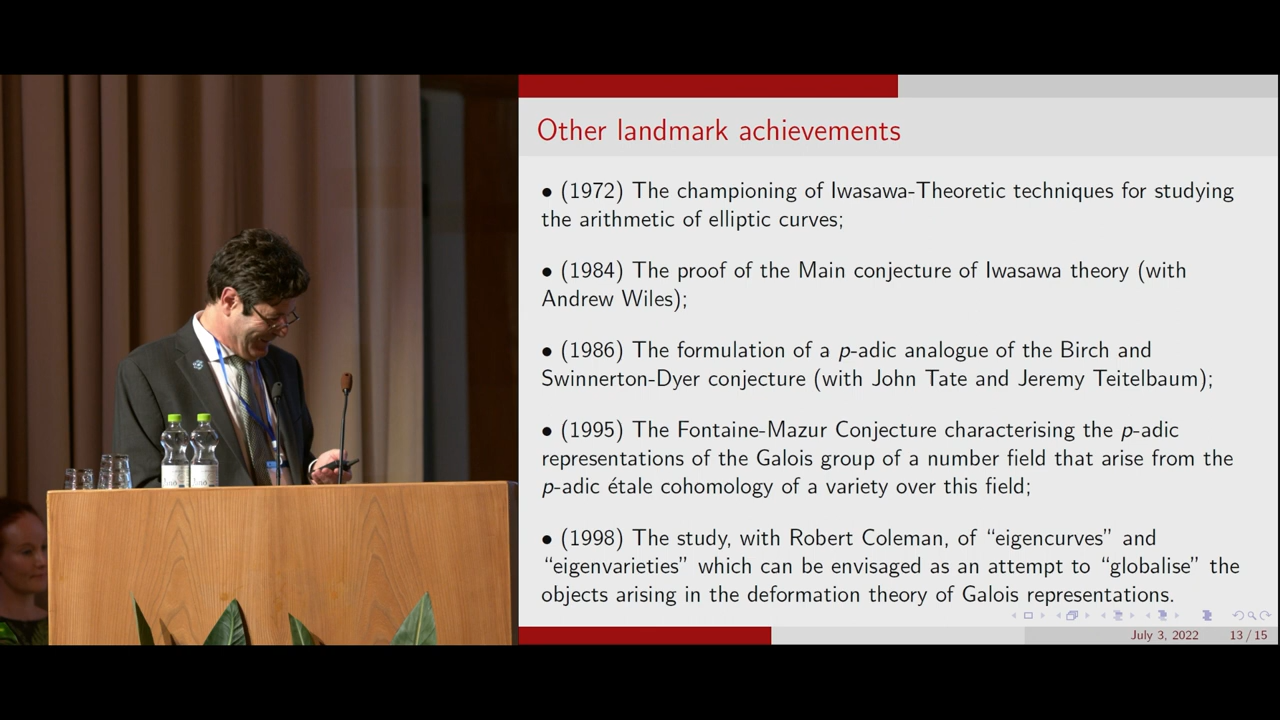 Other landmark achievements
• (1972) The championing of Iwasawa-Theoretic techniques for studying
the arithmetic of elliptic curves;
• (1984) The proof of the Main conjecture of Iwasawa theory (with
Andrew Wiles);
• (1986) The formulation of a p-adic analogue of the Birch and
Swinnerton-Dyer conjecture (with John Tate and Jeremy Teitelbaum);
• (1995) The Fontaine-Mazur Conjecture characterising the p-adic
representations of the Galois group of a number field that arise from the
p-adic étale cohomology of a variety over this field;
• (1998) The study, with Robert Coleman, of “eigencurves” and
“eigenvarieties” which can be envisaged as an attempt to “globalise” the
objects arising in the deformation theory of Galois representations.
July 3, 2022 13 / 15